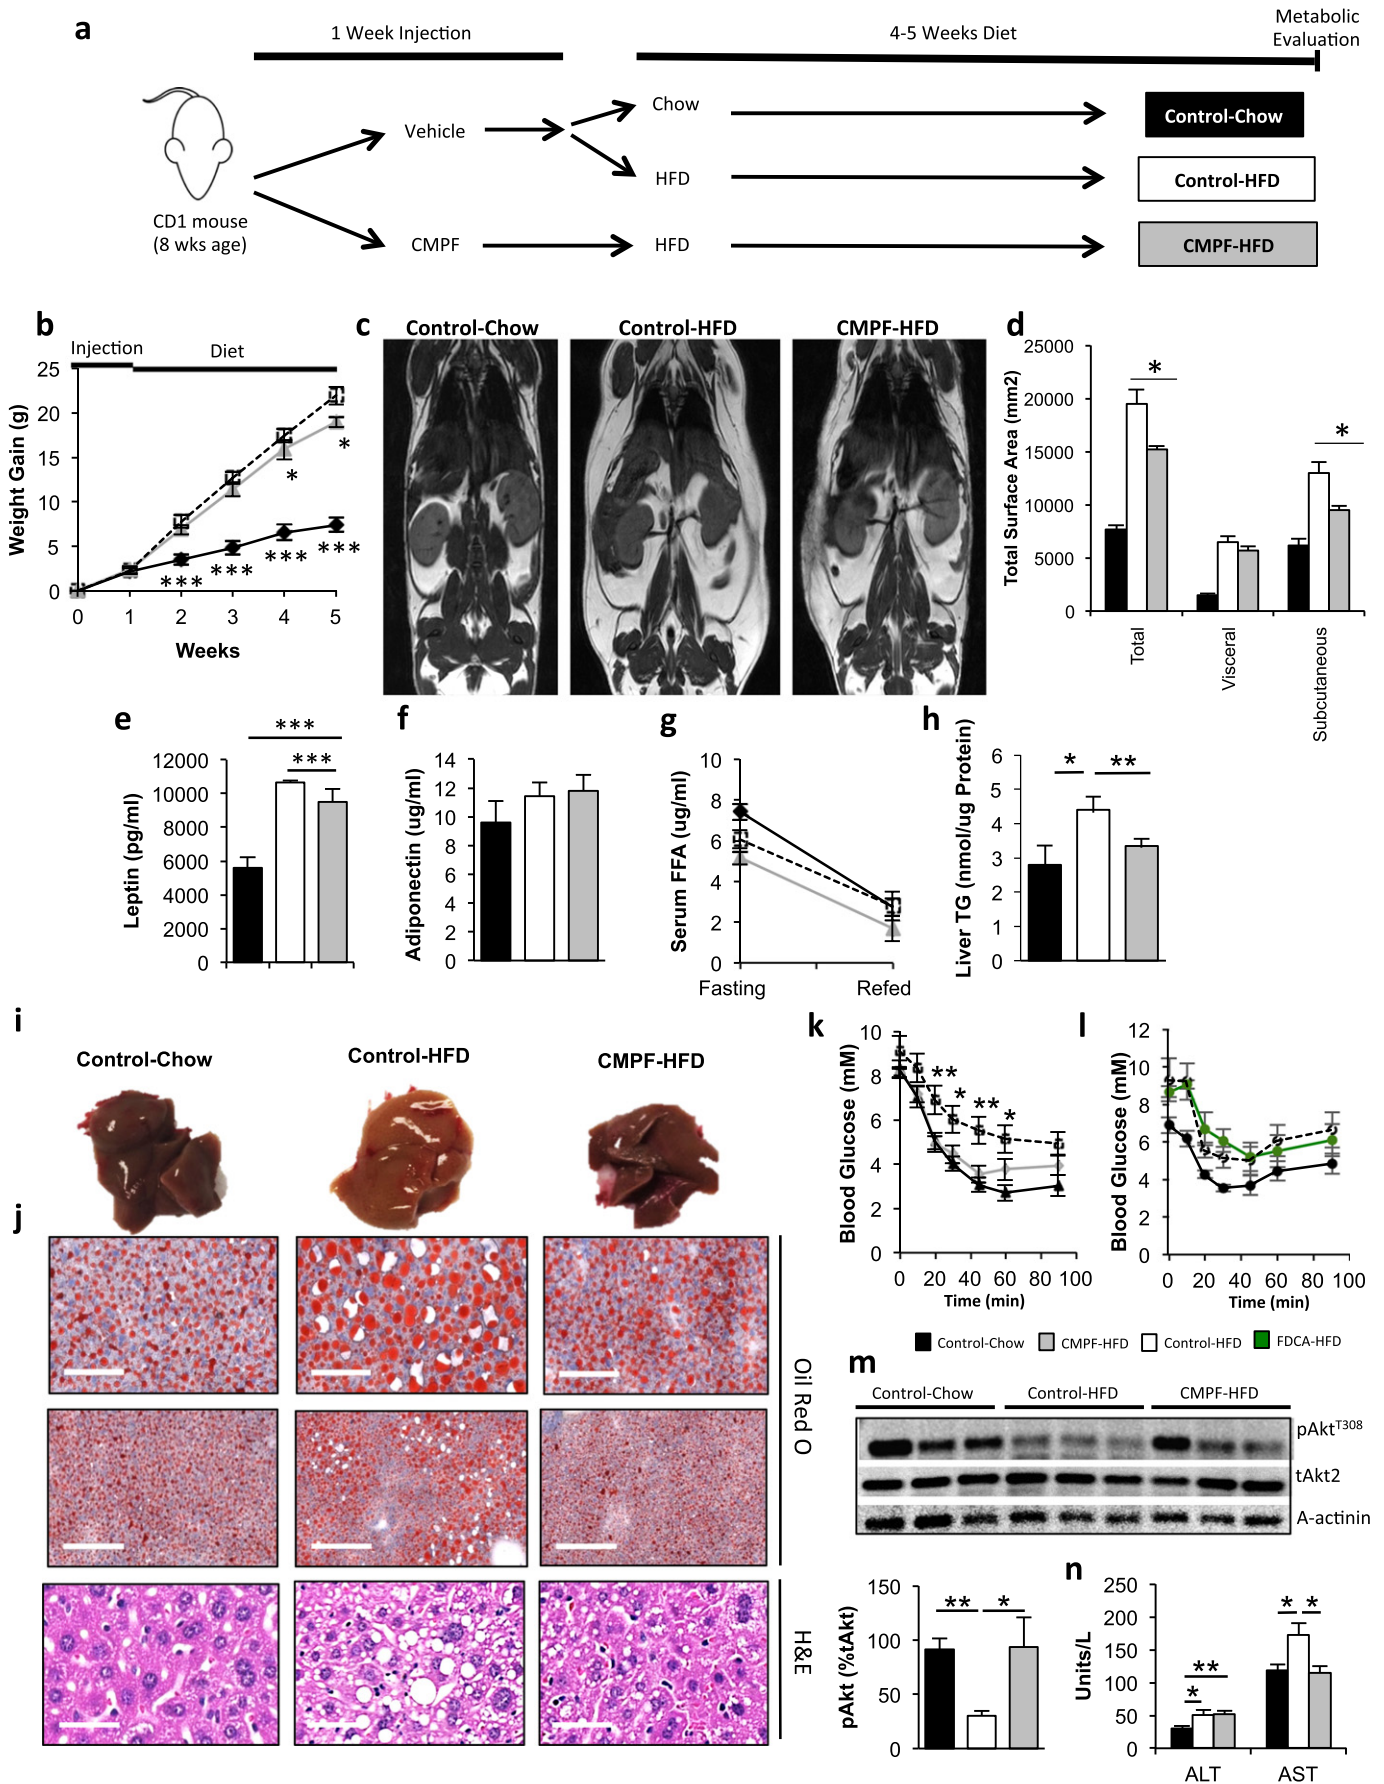 a
1 Week Injection
4-5 Weeks Diet
Metabolic
Evaluation
CD1 mouse
(8 wks age)
Vehicle
CMPF
Chow
HFD
HFD
Control-Chow
Control-HFD
CMPF-HFD
b
Injection
Diet
Weight Gain (g)
25
20
15
10
5
0
*
*
***
***
***
***
0 1 2 3 4 5
Weeks
c
Control-Chow
Control-HFD
CMPF-HFD
d
Total Surface Area (mm2)
25000
20000
15000
10000
5000
0
*
*
Total
Visceral
Subcutaneous
e
Leptin (pg/ml)
12000
10000
8000
6000
4000
2000
0
***
***
f
Adiponectin (ug/ml)
14
12
10
8
6
4
2
0
g
Serum FFA (ug/ml)
10
8
6
4
2
0
Fasting
Refed
h
Liver TG (nmol/ug Protein)
6
5
4
3
2
1
0
*
**
i
Control-Chow
Control-HFD
CMPF-HFD
j
Oil Red O
H&E
k
Blood Glucose (mM)
10
8
6
4
2
0
**
*
**
*
0 20 40 60 80 100
Time (min)
l
Blood Glucose (mM)
12
10
8
6
4
2
0
0 20 40 60 80 100
Time (min)
Control-Chow
CMPF-HFD
Control-HFD
FDCA-HFD
m
Control-Chow
Control-HFD
CMPF-HFD
pAktT308
tAkt2
A-actinin
pAkt (%tAkt)
150
100
50
0
**
*
n
Units/L
250
200
150
100
50
0
**
*
*
*
ALT
AST